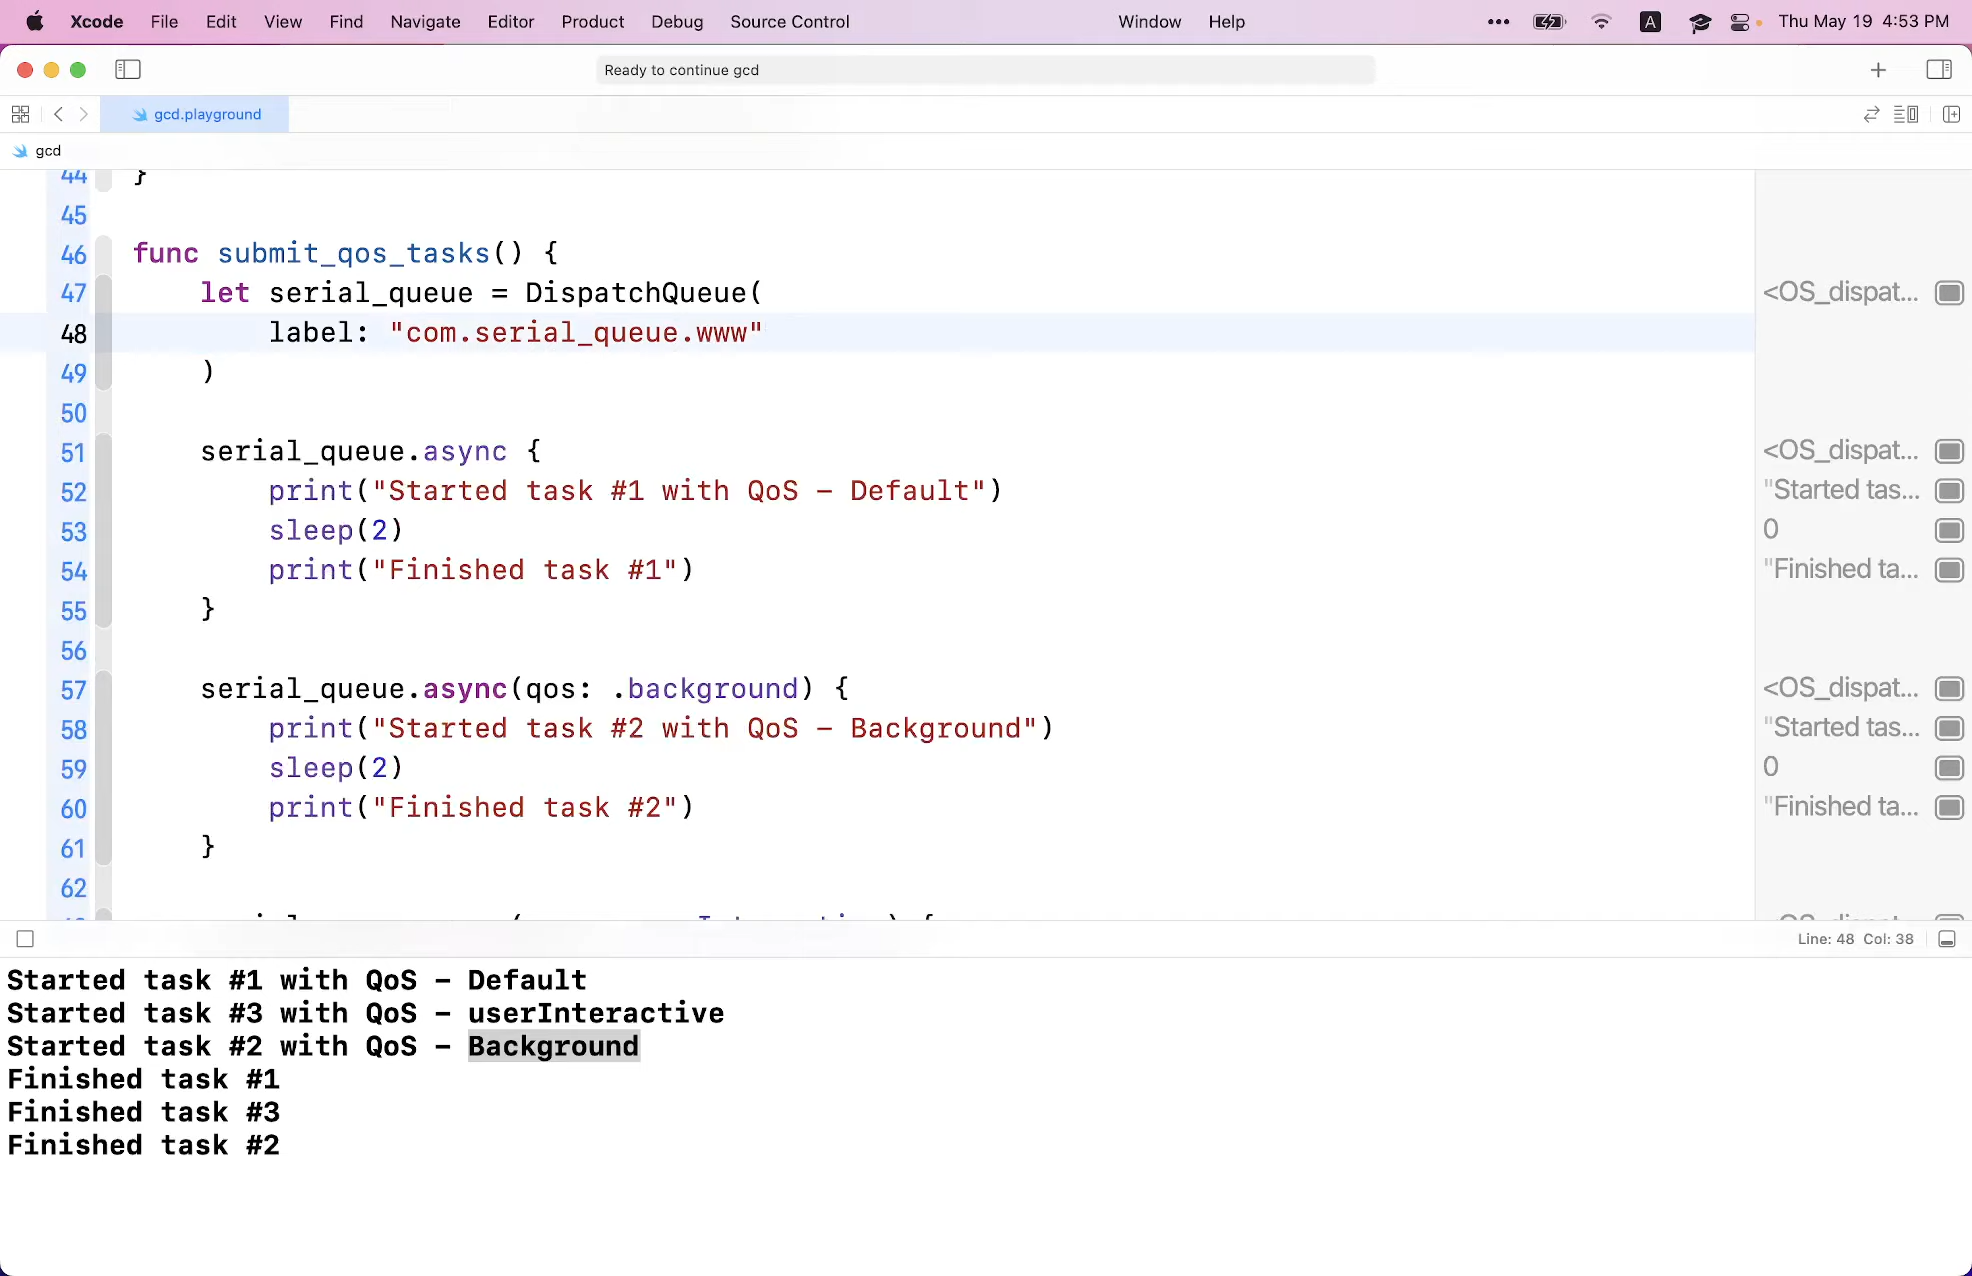 Xcode File Edit View Find Navigate Editor Product Debug Source Control Window Help ••• A Thu May 19 4:53 PM
Ready to continue gcd
gcd.playground
gcd
44 }
45
46 func submit_qos_tasks() {
47 let serial_queue = DispatchQueue( <OS_dispat...
48 label: "com.serial_queue.www"
49 )
50
51 serial_queue.async { <OS_dispat...
52 print("Started task #1 with QoS – Default") "Started tas...
53 sleep(2) 0
54 print("Finished task #1") "Finished ta...
55 }
56
57 serial_queue.async(qos: .background) { <OS_dispat...
58 print("Started task #2 with QoS – Background") "Started tas...
59 sleep(2) 0
60 print("Finished task #2") "Finished ta...
61 }
62
Line: 48 Col: 38
Started task #1 with QoS – Default
Started task #3 with QoS – userInteractive
Started task #2 with QoS – Background
Finished task #1
Finished task #3
Finished task #2